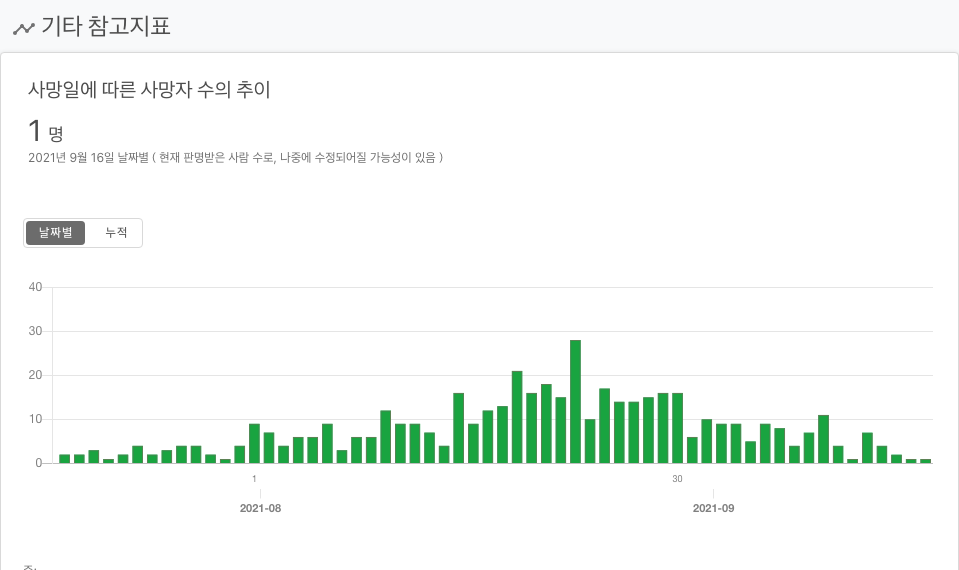 기타 참고지표
사망일에 따른 사망자 수의 추이
1 명
2021년 9월 16일 날짜별 ( 현재 판명받은 사람 수로, 나중에 수정되어질 가능성이 있음 )
날짜별 누적
40
30
20
10
0
1 30
2021-08 2021-09